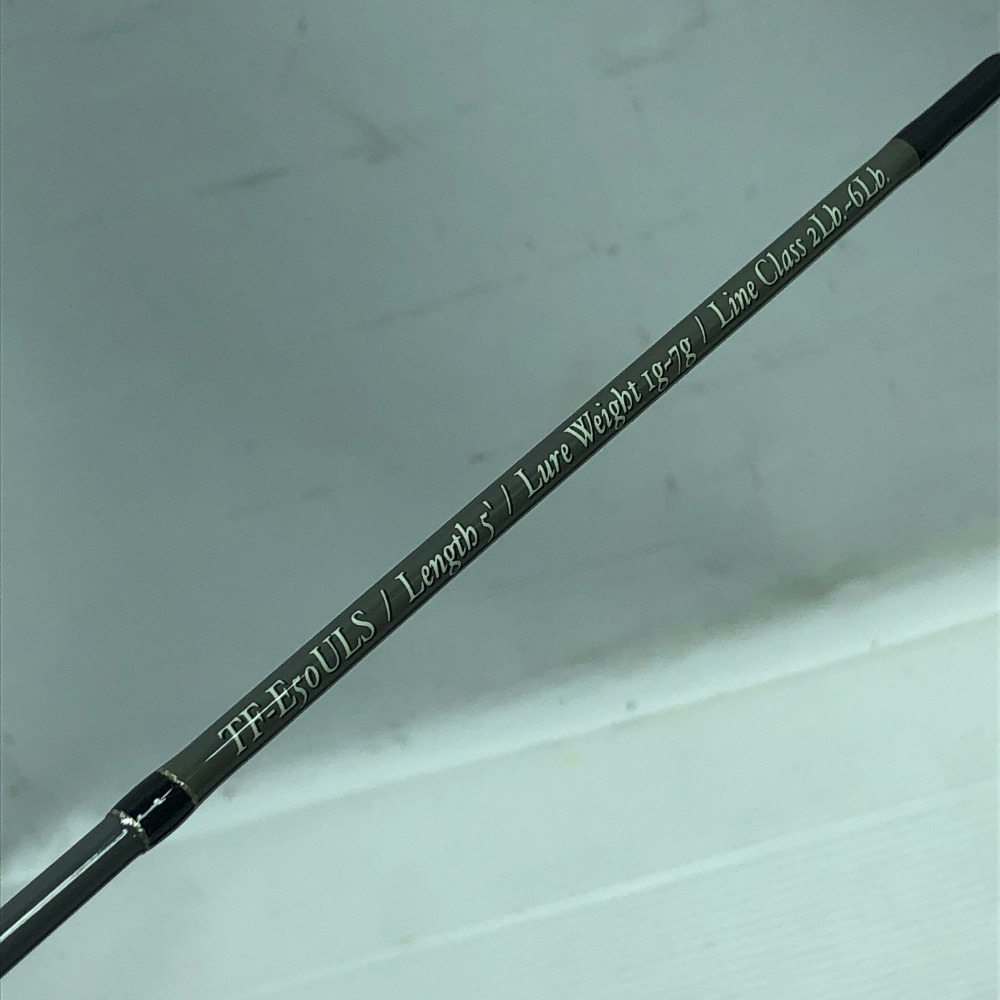 TF-E50ULS / Length 5' / Lure Weight 1g-7g / Line Class 2Lb.-6Lb.